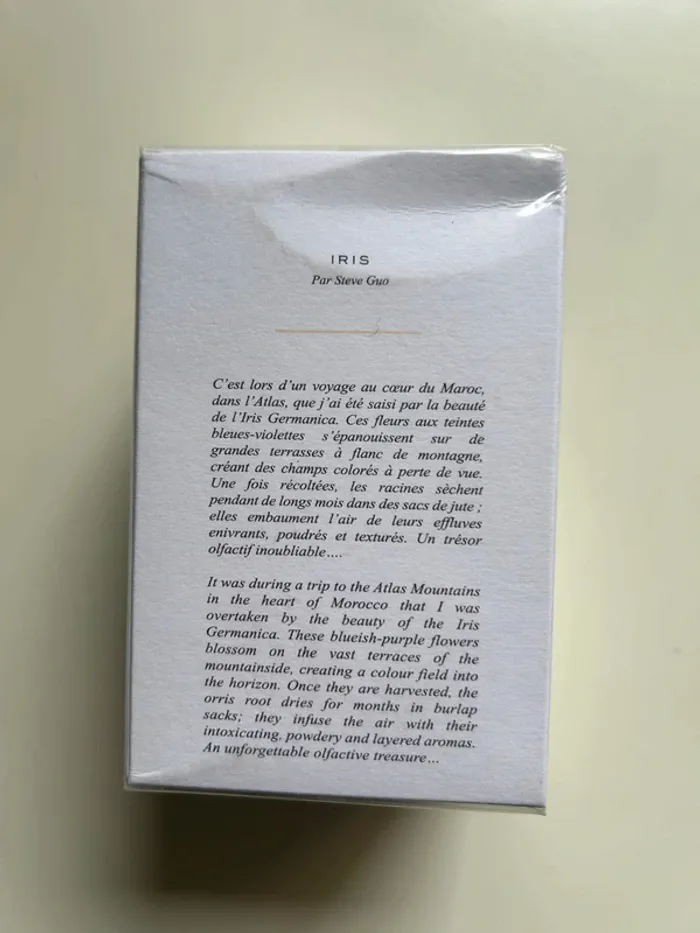 IRIS
Par Steve Guo
C'est lors d'un voyage au cœur du Maroc,
dans l'Atlas, que j'ai été saisi par la beauté
de l'Iris Germanica. Ces fleurs aux teintes
bleues-violettes s'épanouissent sur de
grandes terrasses à flanc de montagne,
créant des champs colorés à perte de vue.
Une fois récoltées, les racines sèchent
pendant de longs mois dans des sacs de jute ;
elles embaument l'air de leurs effluves
enivrants, poudrés et texturés. Un trésor
olfactif inoubliable....
It was during a trip to the Atlas Mountains
in the heart of Morocco that I was
overtaken by the beauty of the Iris
Germanica. These blueish-purple flowers
blossom on the vast terraces of the
mountainside, creating a colour field into
the horizon. Once they are harvested, the
orris root dries for months in burlap
sacks; they infuse the air with their
intoxicating, powdery and layered aromas.
An unforgettable olfactive treasure...